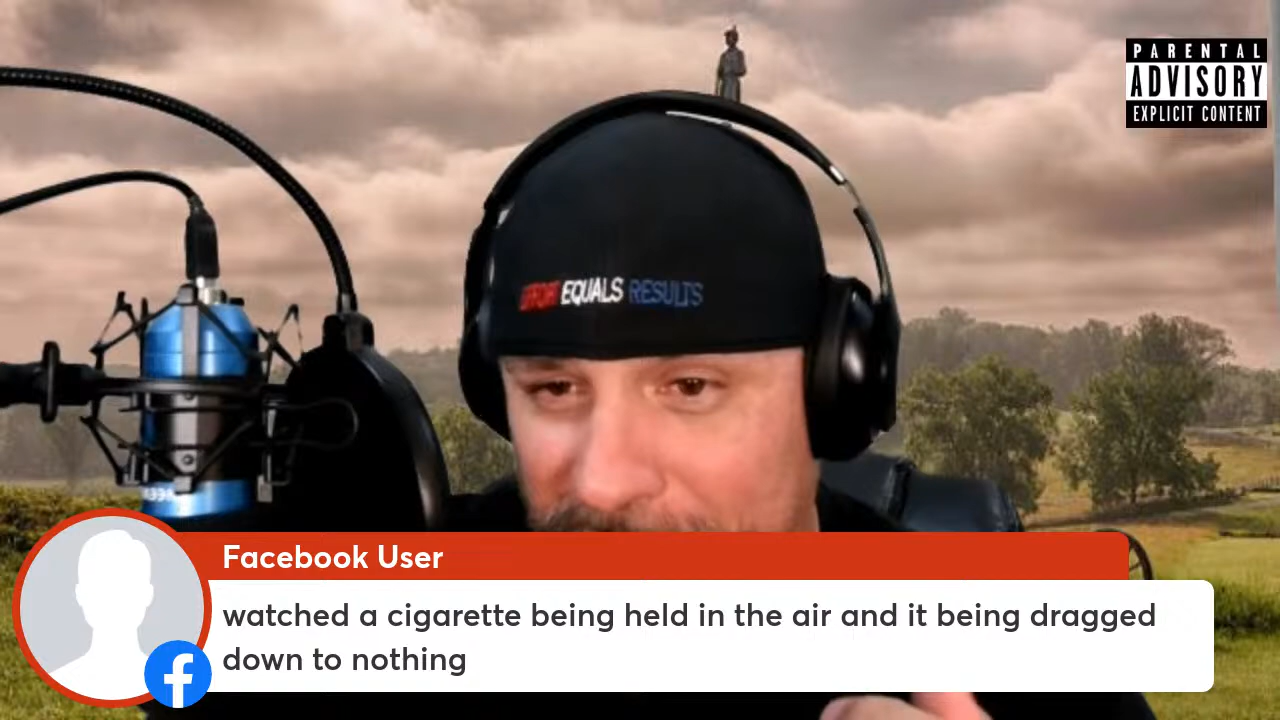 PARENTAL
ADVISORY
EXPLICIT CONTENT
EFFORT EQUALS RESULTS
Facebook User
watched a cigarette being held in the air and it being dragged
down to nothing